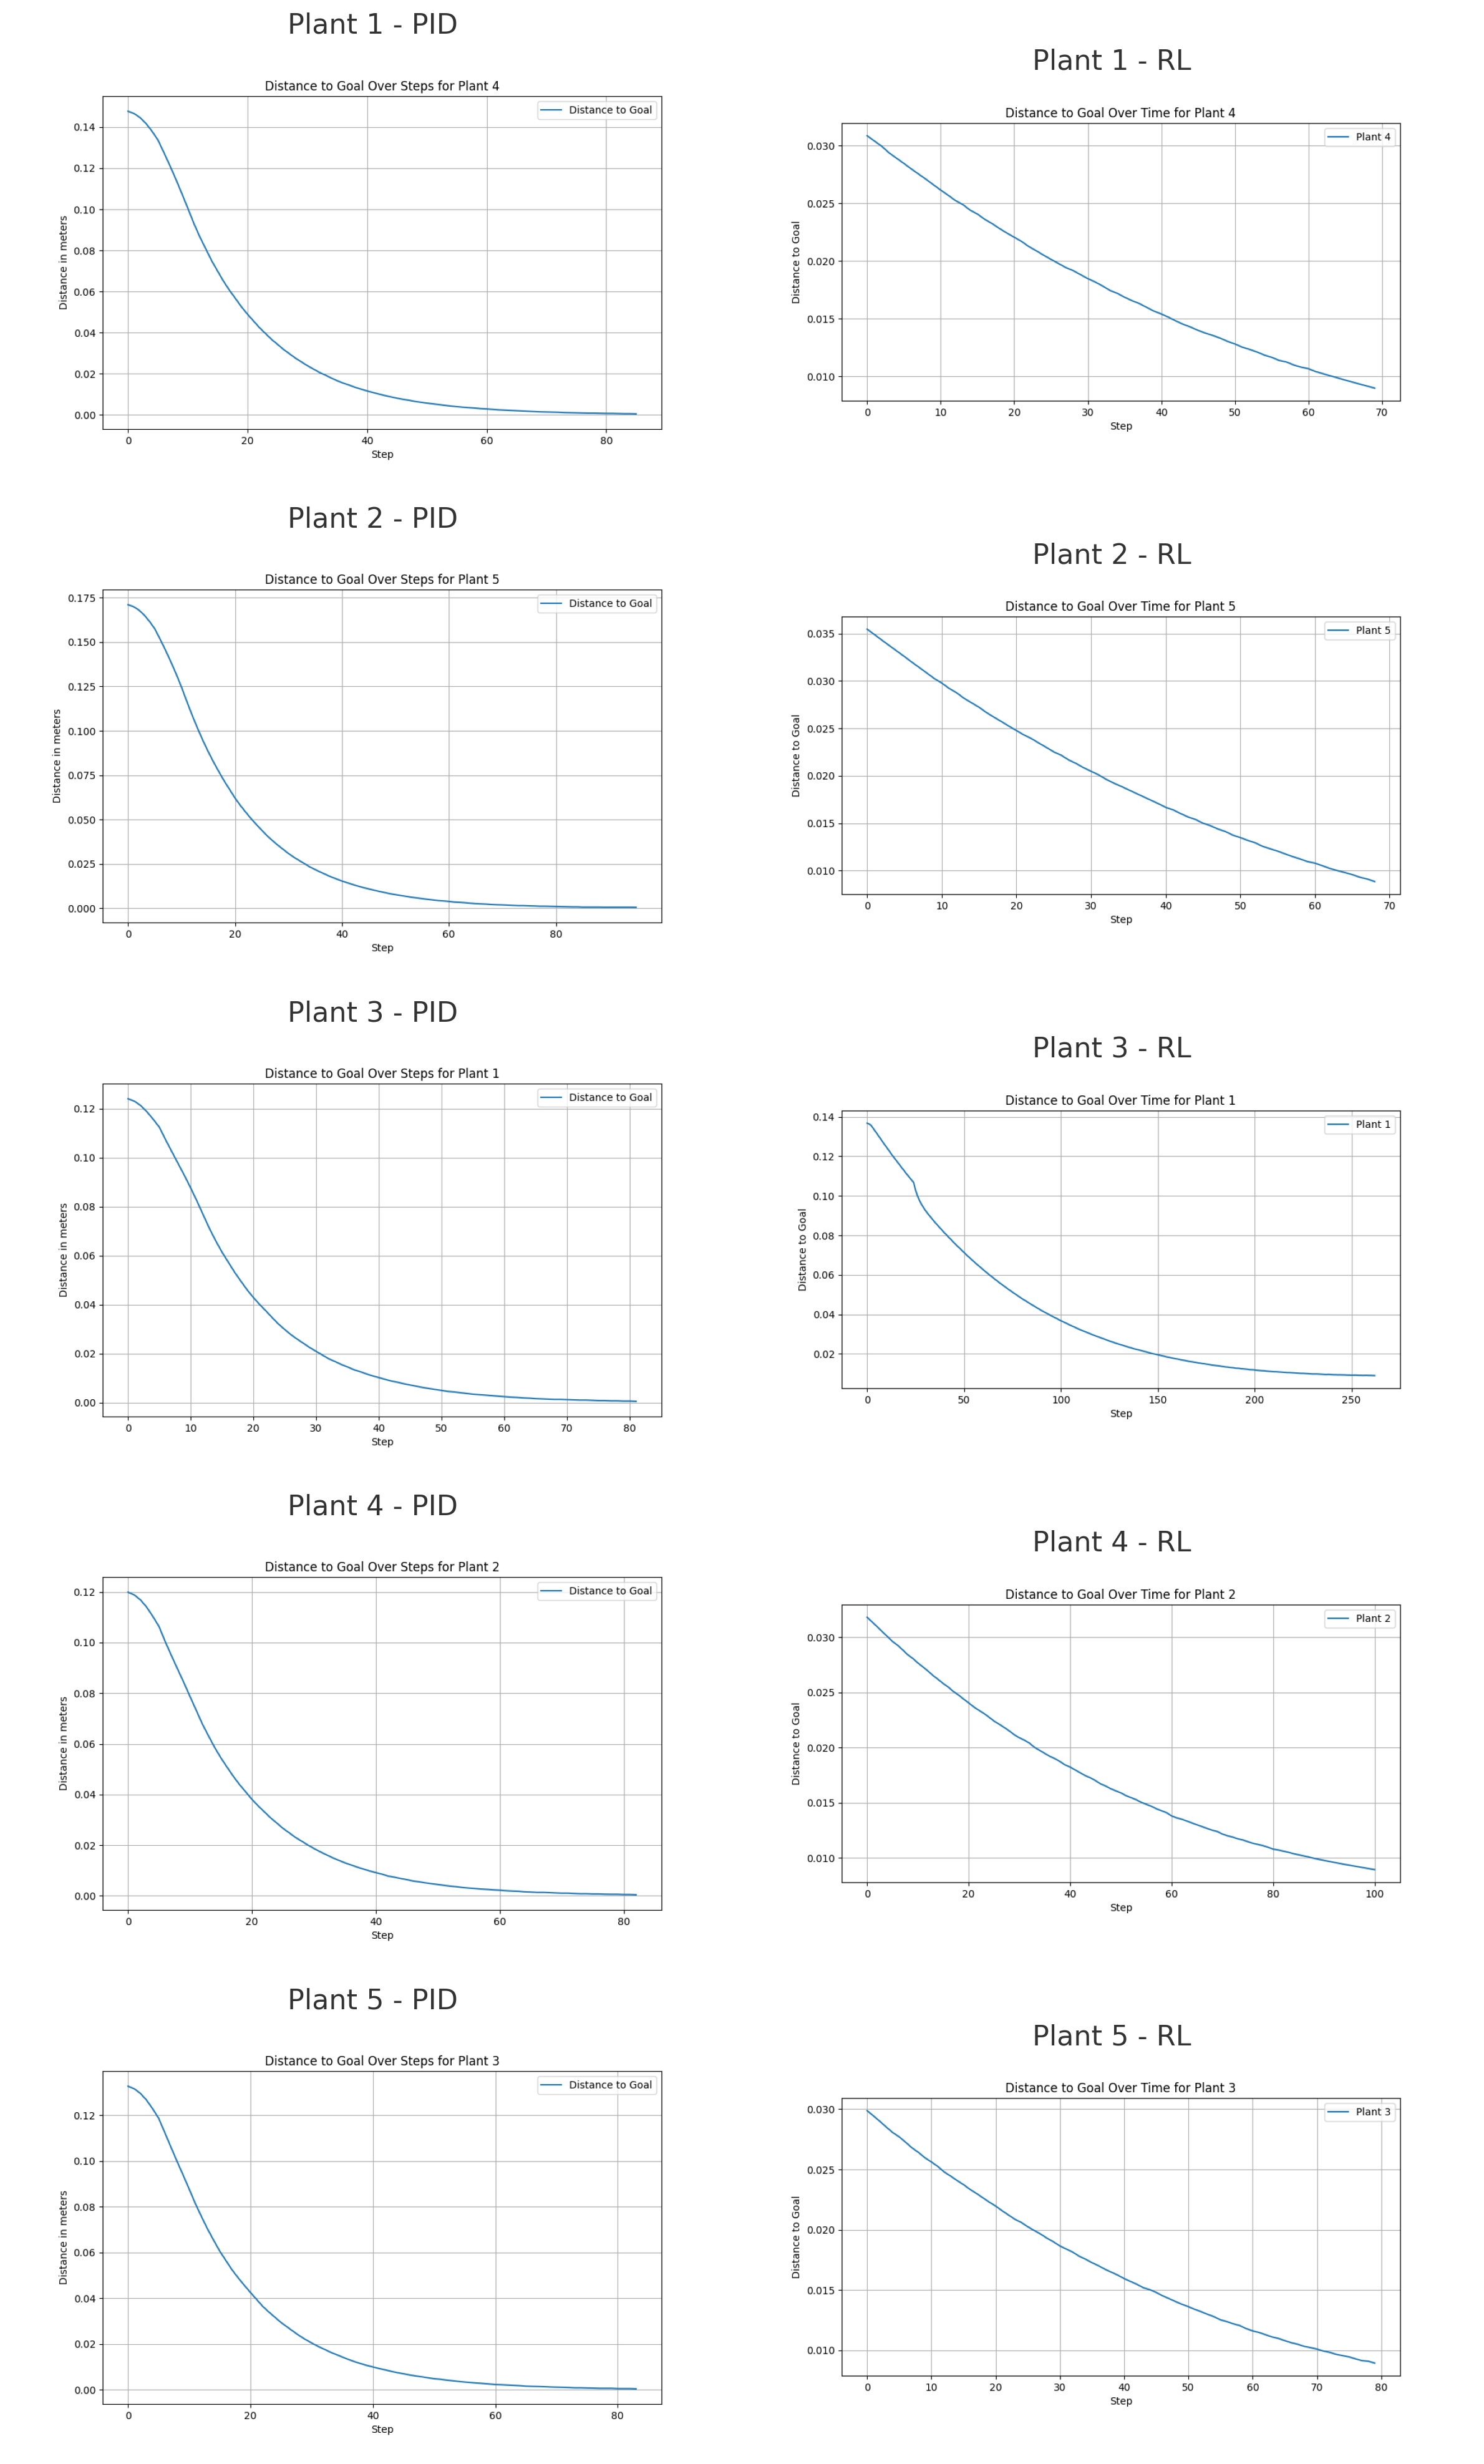 Plant 1 - PID
Distance to Goal Over Steps for Plant 4
Distance to Goal
Distance in meters
0.14
0.12
0.10
0.08
0.06
0.04
0.02
0.00
0 20 40 60 80
Step
Plant 1 - RL
Distance to Goal Over Time for Plant 4
Plant 4
Distance to Goal
0.030
0.025
0.020
0.015
0.010
0 10 20 30 40 50 60 70
Step
Plant 2 - PID
Distance to Goal Over Steps for Plant 5
Distance to Goal
Distance in meters
0.175
0.150
0.125
0.100
0.075
0.050
0.025
0.000
0 20 40 60 80
Step
Plant 2 - RL
Distance to Goal Over Time for Plant 5
Plant 5
Distance to Goal
0.035
0.030
0.025
0.020
0.015
0.010
0 10 20 30 40 50 60 70
Step
Plant 3 - PID
Distance to Goal Over Steps for Plant 1
Distance to Goal
Distance in meters
0.12
0.10
0.08
0.06
0.04
0.02
0.00
0 10 20 30 40 50 60 70 80
Step
Plant 3 - RL
Distance to Goal Over Time for Plant 1
Plant 1
Distance to Goal
0.14
0.12
0.10
0.08
0.06
0.04
0.02
0 50 100 150 200 250
Step
Plant 4 - PID
Distance to Goal Over Steps for Plant 2
Distance to Goal
Distance in meters
0.12
0.10
0.08
0.06
0.04
0.02
0.00
0 20 40 60 80
Step
Plant 4 - RL
Distance to Goal Over Time for Plant 2
Plant 2
Distance to Goal
0.030
0.025
0.020
0.015
0.010
0 20 40 60 80 100
Step
Plant 5 - PID
Distance to Goal Over Steps for Plant 3
Distance to Goal
Distance in meters
0.12
0.10
0.08
0.06
0.04
0.02
0.00
0 20 40 60 80
Step
Plant 5 - RL
Distance to Goal Over Time for Plant 3
Plant 3
Distance to Goal
0.030
0.025
0.020
0.015
0.010
0 10 20 30 40 50 60 70 80
Step